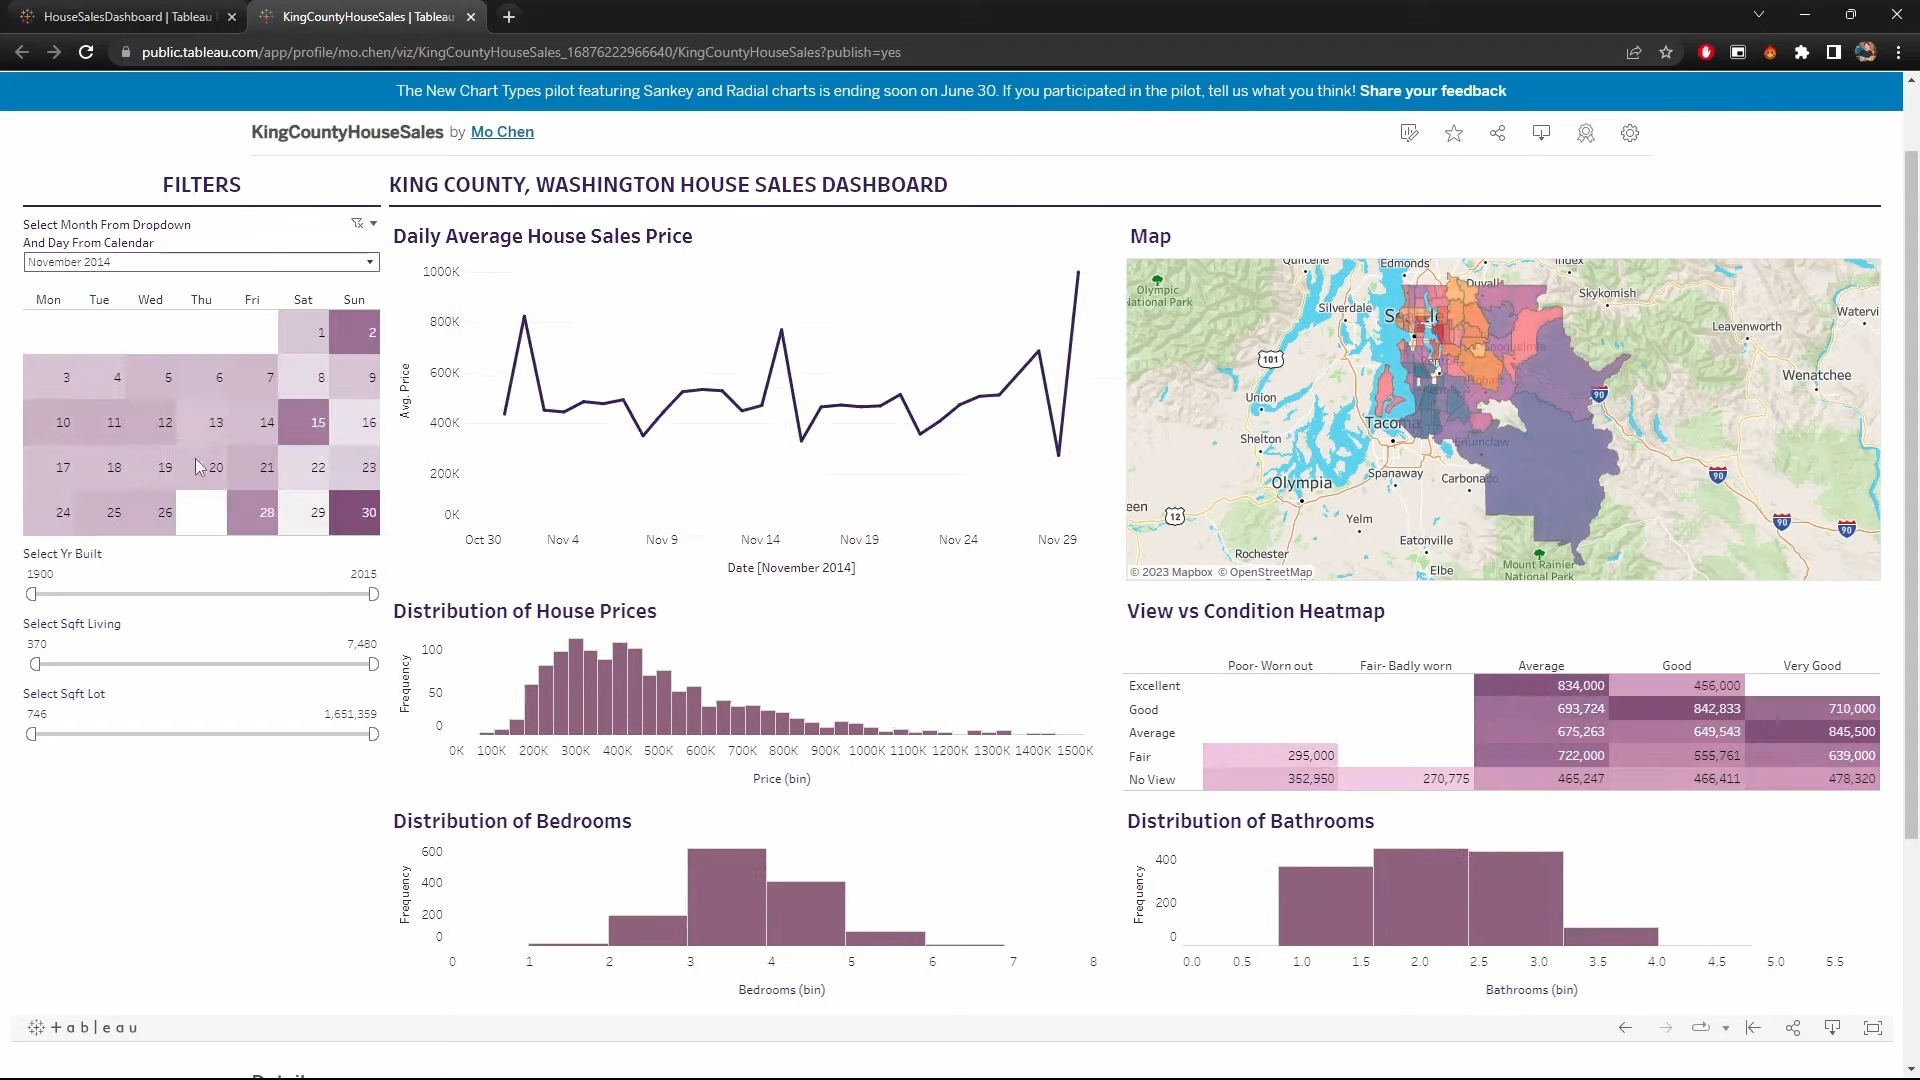 HouseSalesDashboard | Tableau
KingCountyHouseSales | Tableau
public.tableau.com/app/profile/mo.chen/viz/KingCountyHouseSales_16876222966640/KingCountyHouseSales?publish=yes
The New Chart Types pilot featuring Sankey and Radial charts is ending soon on June 30. If you participated in the pilot, tell us what you think! Share your feedback
KingCountyHouseSales by Mo Chen
FILTERS
Select Month From Dropdown
And Day From Calendar
November 2014
Mon Tue Wed Thu Fri Sat Sun
1 2
3 4 5 6 7 8 9
10 11 12 13 14 15 16
17 18 19 20 21 22 23
24 25 26 28 29 30
Select Yr Built
1900 2015
Select Sqft Living
370 7,480
Select Sqft Lot
746 1,651,359
KING COUNTY, WASHINGTON HOUSE SALES DASHBOARD
Daily Average House Sales Price
Avg. Price
1000K
800K
600K
400K
200K
0K
Oct 30 Nov 4 Nov 9 Nov 14 Nov 19 Nov 24 Nov 29
Date [November 2014]
Map
Quilcene
Edmonds
Index
Olympic
National Park
Duvall
Skykomish
Silverdale
Watervi
Leavenworth
101
Snoqualmie
Renton
Wenatchee
Hobart
Kent
90
Union
Tacoma
Shelton
Enumclaw
Spanaway
Carbonado
90
Olympia
een
12
Yelm
90
90
Eatonville
Rochester
Elbe
Mount Rainier
National Park
© 2023 Mapbox © OpenStreetMap
Distribution of House Prices
Frequency
100
50
0
0K 100K 200K 300K 400K 500K 600K 700K 800K 900K 1000K 1100K 1200K 1300K 1400K 1500K
Price (bin)
View vs Condition Heatmap
Poor- Worn out Fair- Badly worn Average Good Very Good
Excellent 834,000 456,000
Good 693,724 842,833 710,000
Average 675,263 649,543 845,500
Fair 295,000 722,000 555,761 639,000
No View 352,950 270,775 465,247 466,411 478,320
Distribution of Bedrooms
Frequency
600
400
200
0
0 1 2 3 4 5 6 7 8
Bedrooms (bin)
Distribution of Bathrooms
Frequency
400
200
0
0.0 0.5 1.0 1.5 2.0 2.5 3.0 3.5 4.0 4.5 5.0 5.5
Bathrooms (bin)
+ableau